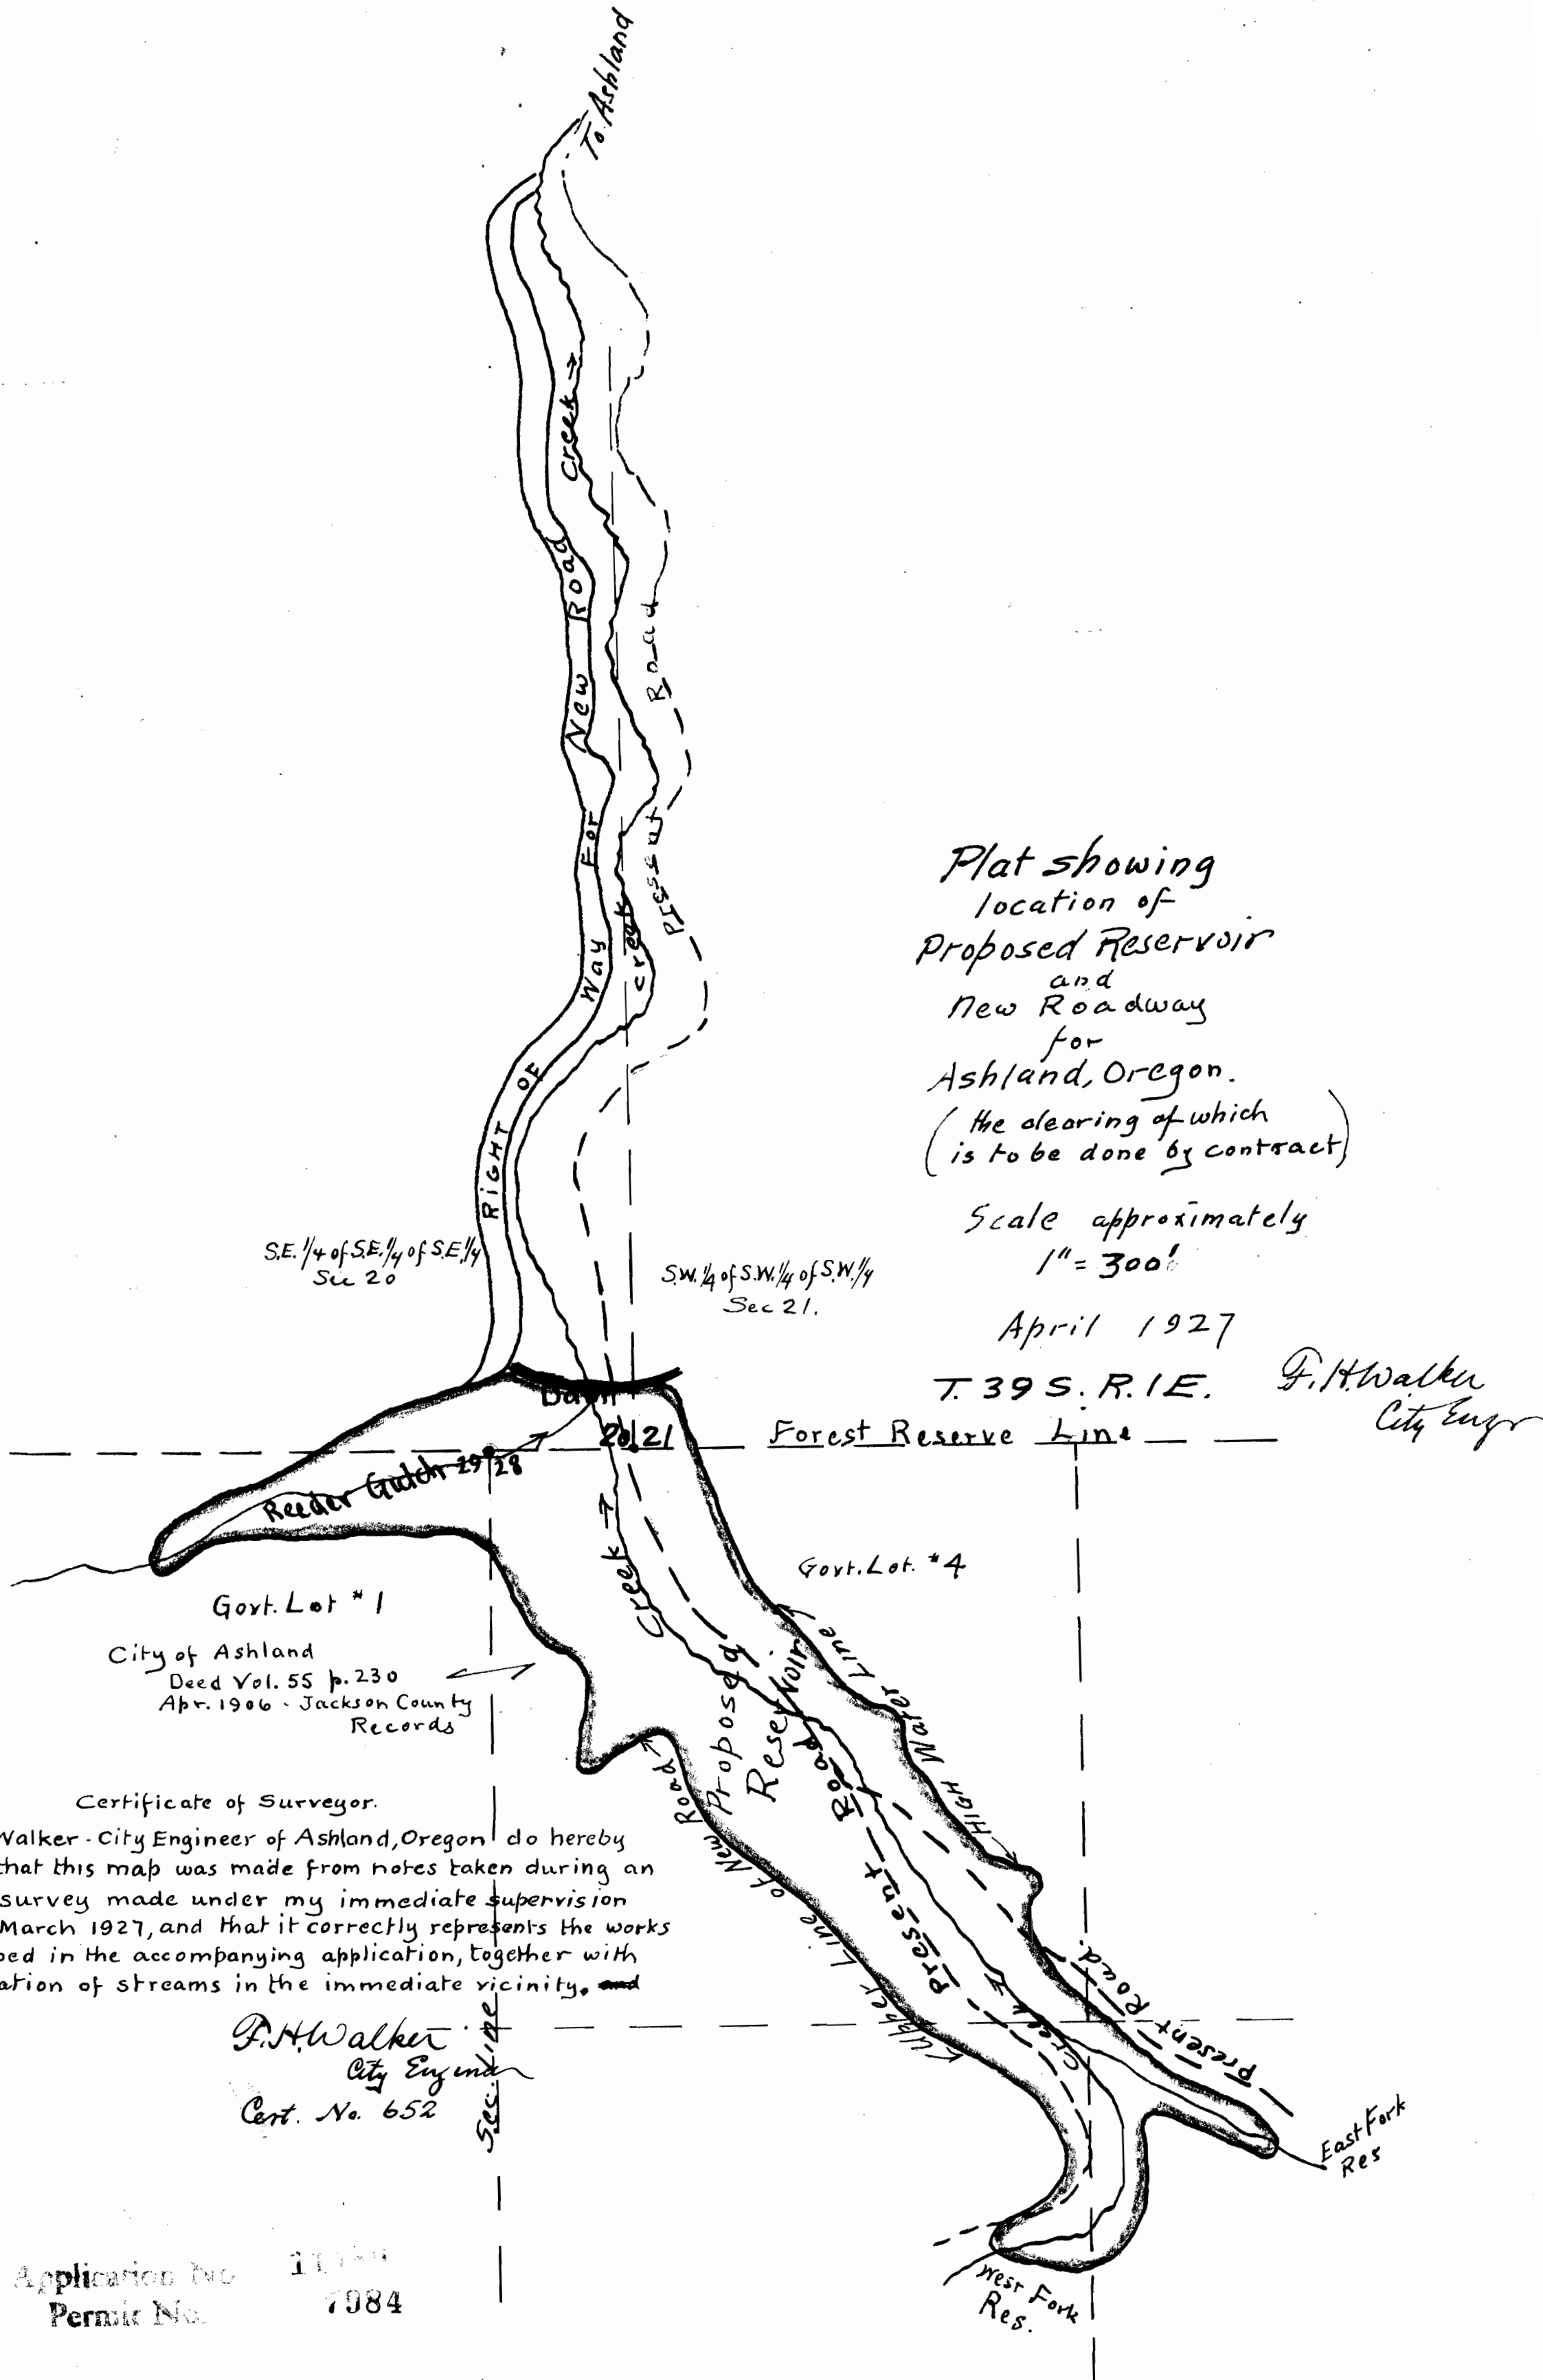 To Ashland
Creek →
New Road
Road
Way For
Present
Creek
RIGHT OF
Plat showing
location of
Proposed Reservoir
and
New Roadway
for
Ashland, Oregon.
(the clearing of which
is to be done by contract)
Scale approximately
1" = 300'
April 1927
T. 39 S. R. 1 E.
F. H. Walker
City Engr
S.E. 1/4 of S.E. 1/4 of S.E. 1/4
Sec 20
S.W. 1/4 of S.W. 1/4 of S.W. 1/4
Sec 21.
Dam
20 21
Forest Reserve Line
Reeder Gulch 29/28
Creek →
Govt. Lot. #4
Govt. Lot #1
City of Ashland
Deed Vol. 55 p. 230
Apr. 1906 - Jackson County
Records
Proposed
Reservoir
High Water Line
Present Road
Upper Line of New Road
Creek
Present Road.
Certificate of Surveyor.
Walker - City Engineer of Ashland, Oregon do hereby
that this map was made from notes taken during an
survey made under my immediate supervision
March 1927, and that it correctly represents the works
bed in the accompanying application, together with
ation of streams in the immediate vicinity. and
F. H. Walker
City Engineer
Cert. No. 652
Sec. Line
East Fork
Res
West Fork
Res.
Application No.
Permit No. 7984